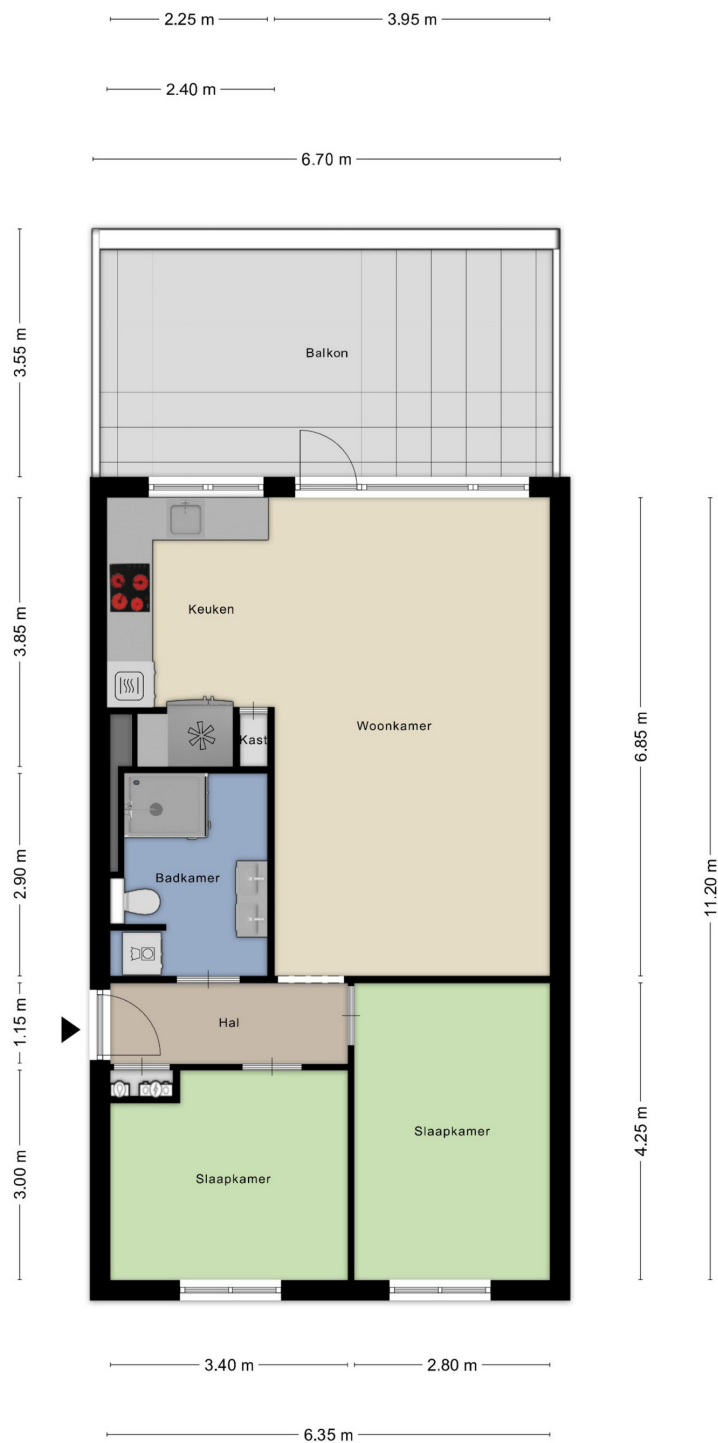 2.25 m
3.95 m
2.40 m
6.70 m
3.55 m
Balkon
Keuken
3.85 m
Woonkamer
Kast
6.85 m
Badkamer
2.90 m
11.20 m
Hal
1.15 m
Slaapkamer
4.25 m
Slaapkamer
3.00 m
3.40 m
2.80 m
6.35 m